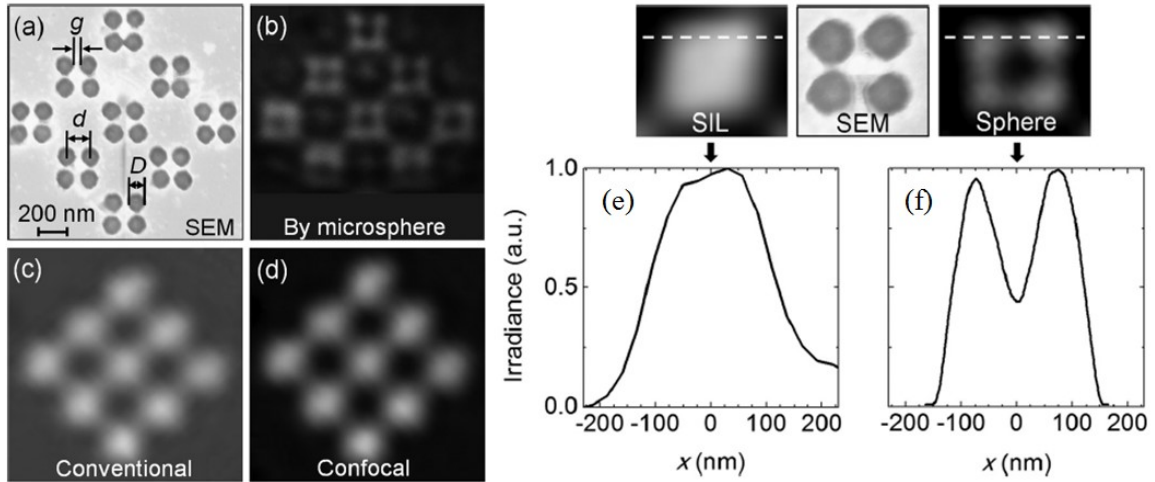 (a)
g
d
D
200 nm
SEM
(b)
By microsphere
(c)
Conventional
(d)
Confocal
SIL
SEM
Sphere
Irradiance (a.u.)
1.0
0.5
0.0
(e)
-200 -100 0 100 200
x (nm)
(f)
-200 -100 0 100 200
x (nm)